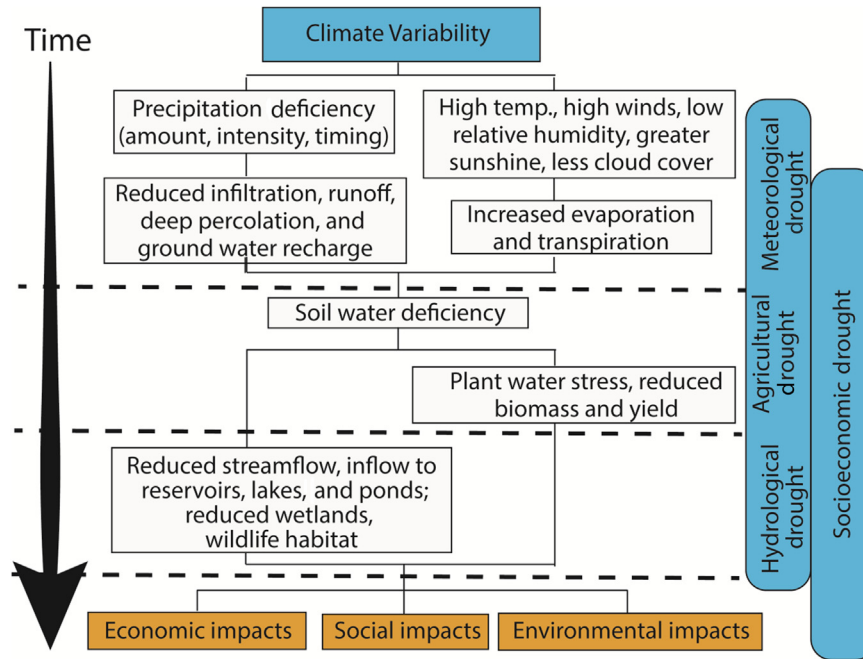 Time
Climate Variability
Precipitation deficiency
(amount, intensity, timing)
High temp., high winds, low
relative humidity, greater
sunshine, less cloud cover
Reduced infiltration, runoff,
deep percolation, and
ground water recharge
Increased evaporation
and transpiration
Meteorological
drought
Soil water deficiency
Plant water stress, reduced
biomass and yield
Agricultural
drought
Reduced streamflow, inflow to
reservoirs, lakes, and ponds;
reduced wetlands,
wildlife habitat
Hydrological
drought
Socioeconomic drought
Economic impacts
Social impacts
Environmental impacts